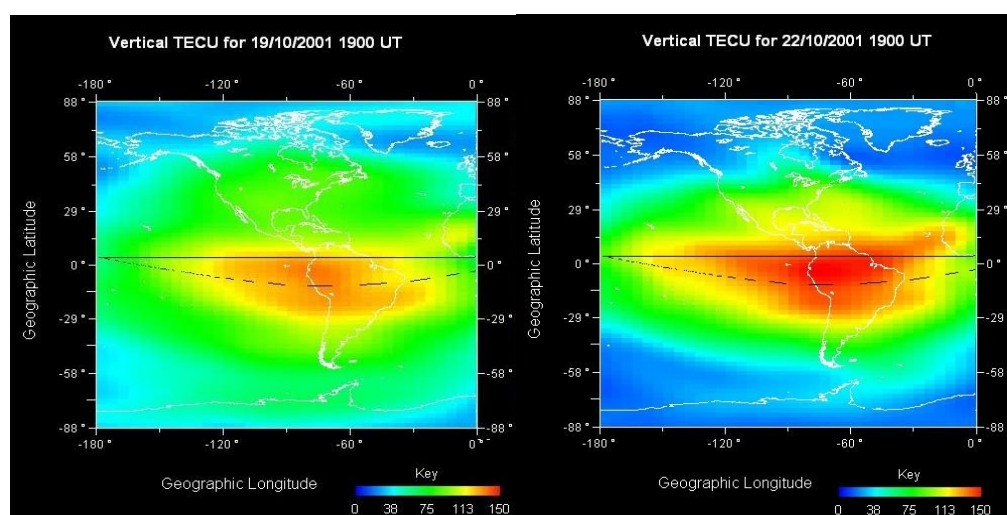 Vertical TECU for 19/10/2001 1900 UT
-180 ° -120 ° -60 ° 0 °
88 ° -88 °
58 ° -58 °
29 ° -29 °
0 ° 0 °
-29 ° -29 °
-58 ° -58 °
-88 ° -88 °
-180 ° -120 ° -60 ° 0 °
Geographic Latitude
Geographic Longitude
Key
0 38 75 113 150
Vertical TECU for 22/10/2001 1900 UT
-180 ° -120 ° -60 ° 0 °
88 ° -88 °
58 ° -58 °
29 ° -29 °
0 ° 0 °
-29 ° -29 °
-58 ° -58 °
-88 ° -88 °
-180 ° -120 ° -60 ° 0 °
Geographic Latitude
Geographic Longitude
Key
0 38 75 113 150